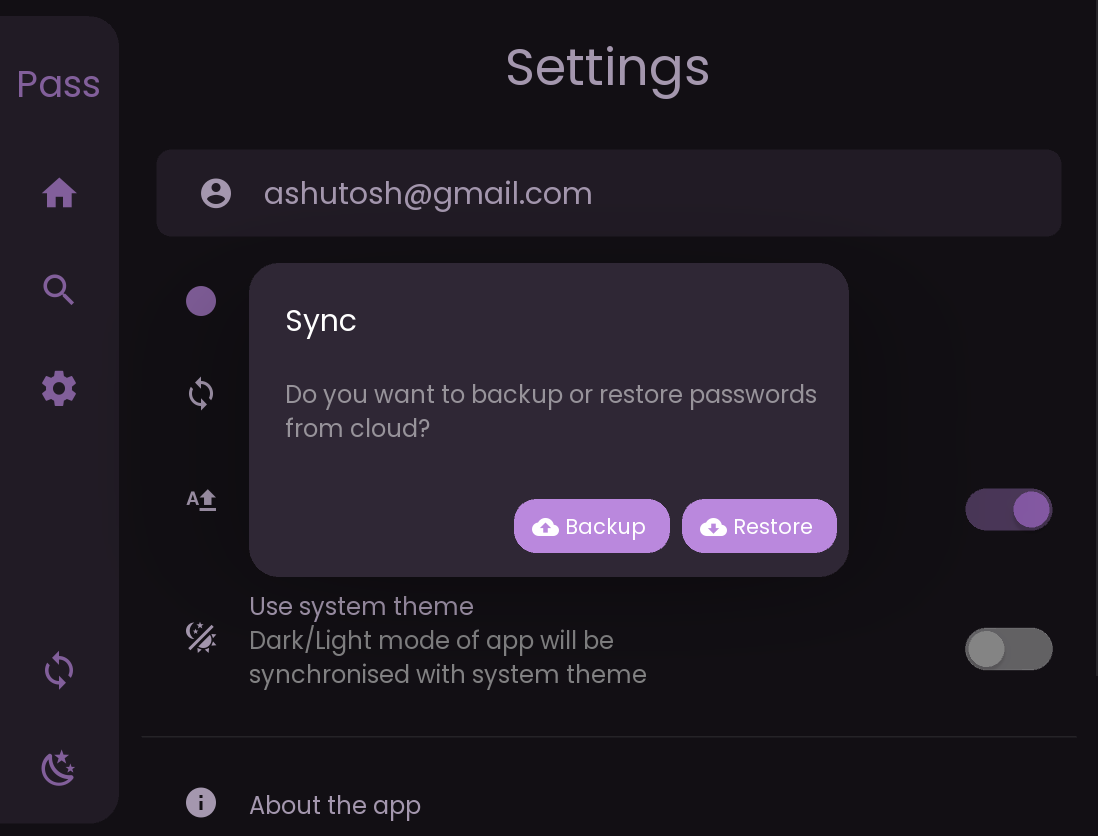 Pass
Settings
ashutosh@gmail.com
Sync
Do you want to backup or restore passwords
from cloud?
Backup
Restore
A
Use system theme
Dark/Light mode of app will be
synchronised with system theme
About the app